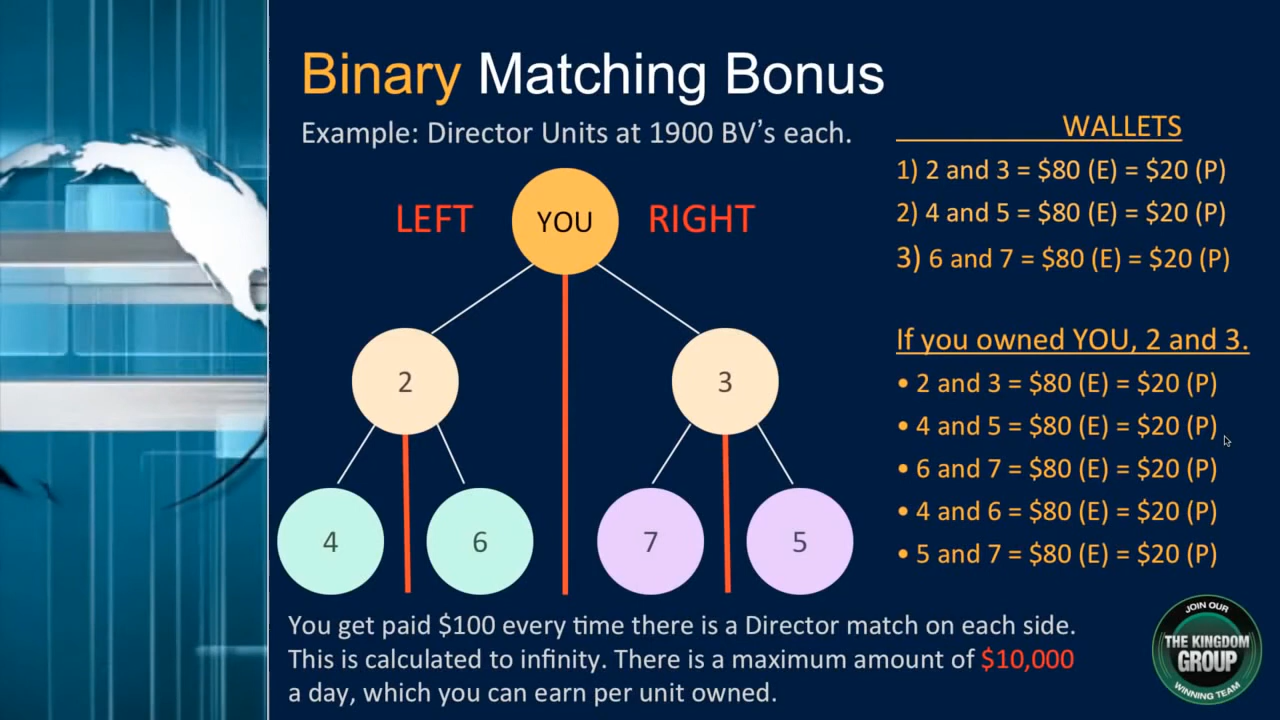 Binary Matching Bonus
Example: Director Units at 1900 BV’s each.
LEFT
YOU
RIGHT
2
3
4
6
7
5
WALLETS
1) 2 and 3 = $80 (E) = $20 (P)
2) 4 and 5 = $80 (E) = $20 (P)
3) 6 and 7 = $80 (E) = $20 (P)
If you owned YOU, 2 and 3.
• 2 and 3 = $80 (E) = $20 (P)
• 4 and 5 = $80 (E) = $20 (P)
• 6 and 7 = $80 (E) = $20 (P)
• 4 and 6 = $80 (E) = $20 (P)
• 5 and 7 = $80 (E) = $20 (P)
You get paid $100 every time there is a Director match on each side.
This is calculated to infinity. There is a maximum amount of $10,000
a day, which you can earn per unit owned.
JOIN OUR
THE KINGDOM
GROUP
WINNING TEAM